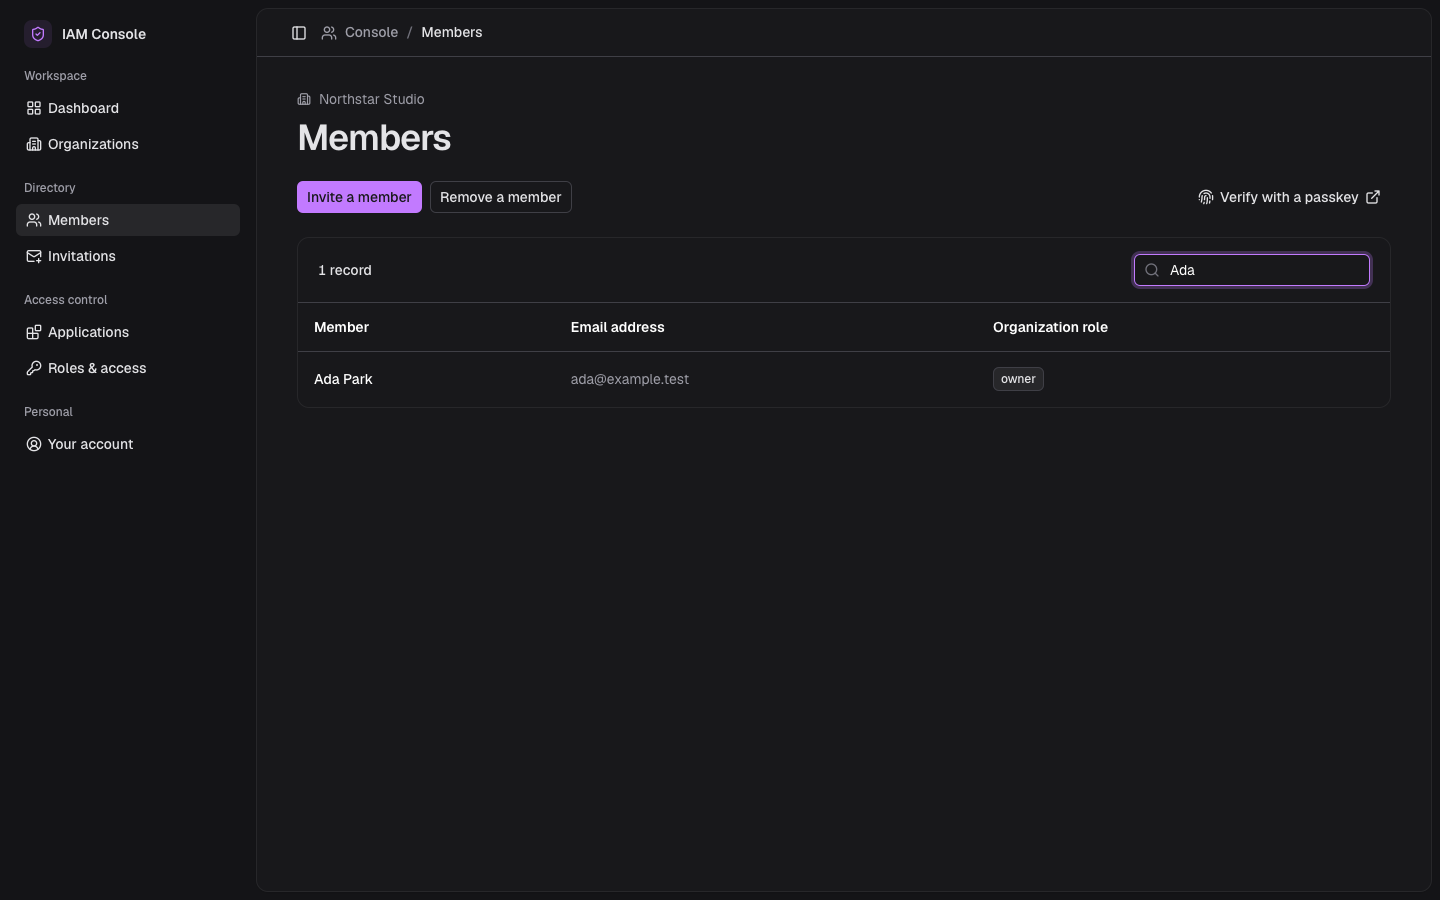 IAM Console
Workspace
Dashboard
Organizations
Directory
Members
Invitations
Access control
Applications
Roles & access
Personal
Your account
Console / Members
Northstar Studio
Members
Invite a member
Remove a member
Verify with a passkey
1 record
Ada
Member Email address Organization role
Ada Park ada@example.test owner